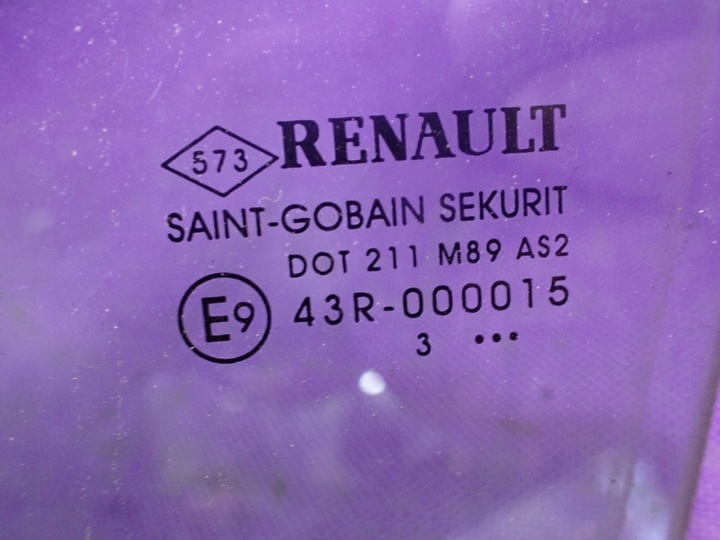 573 RENAULT
SAINT-GOBAIN SEKURIT
DOT 211 M89 AS2
E9 43R-000015
3 •••